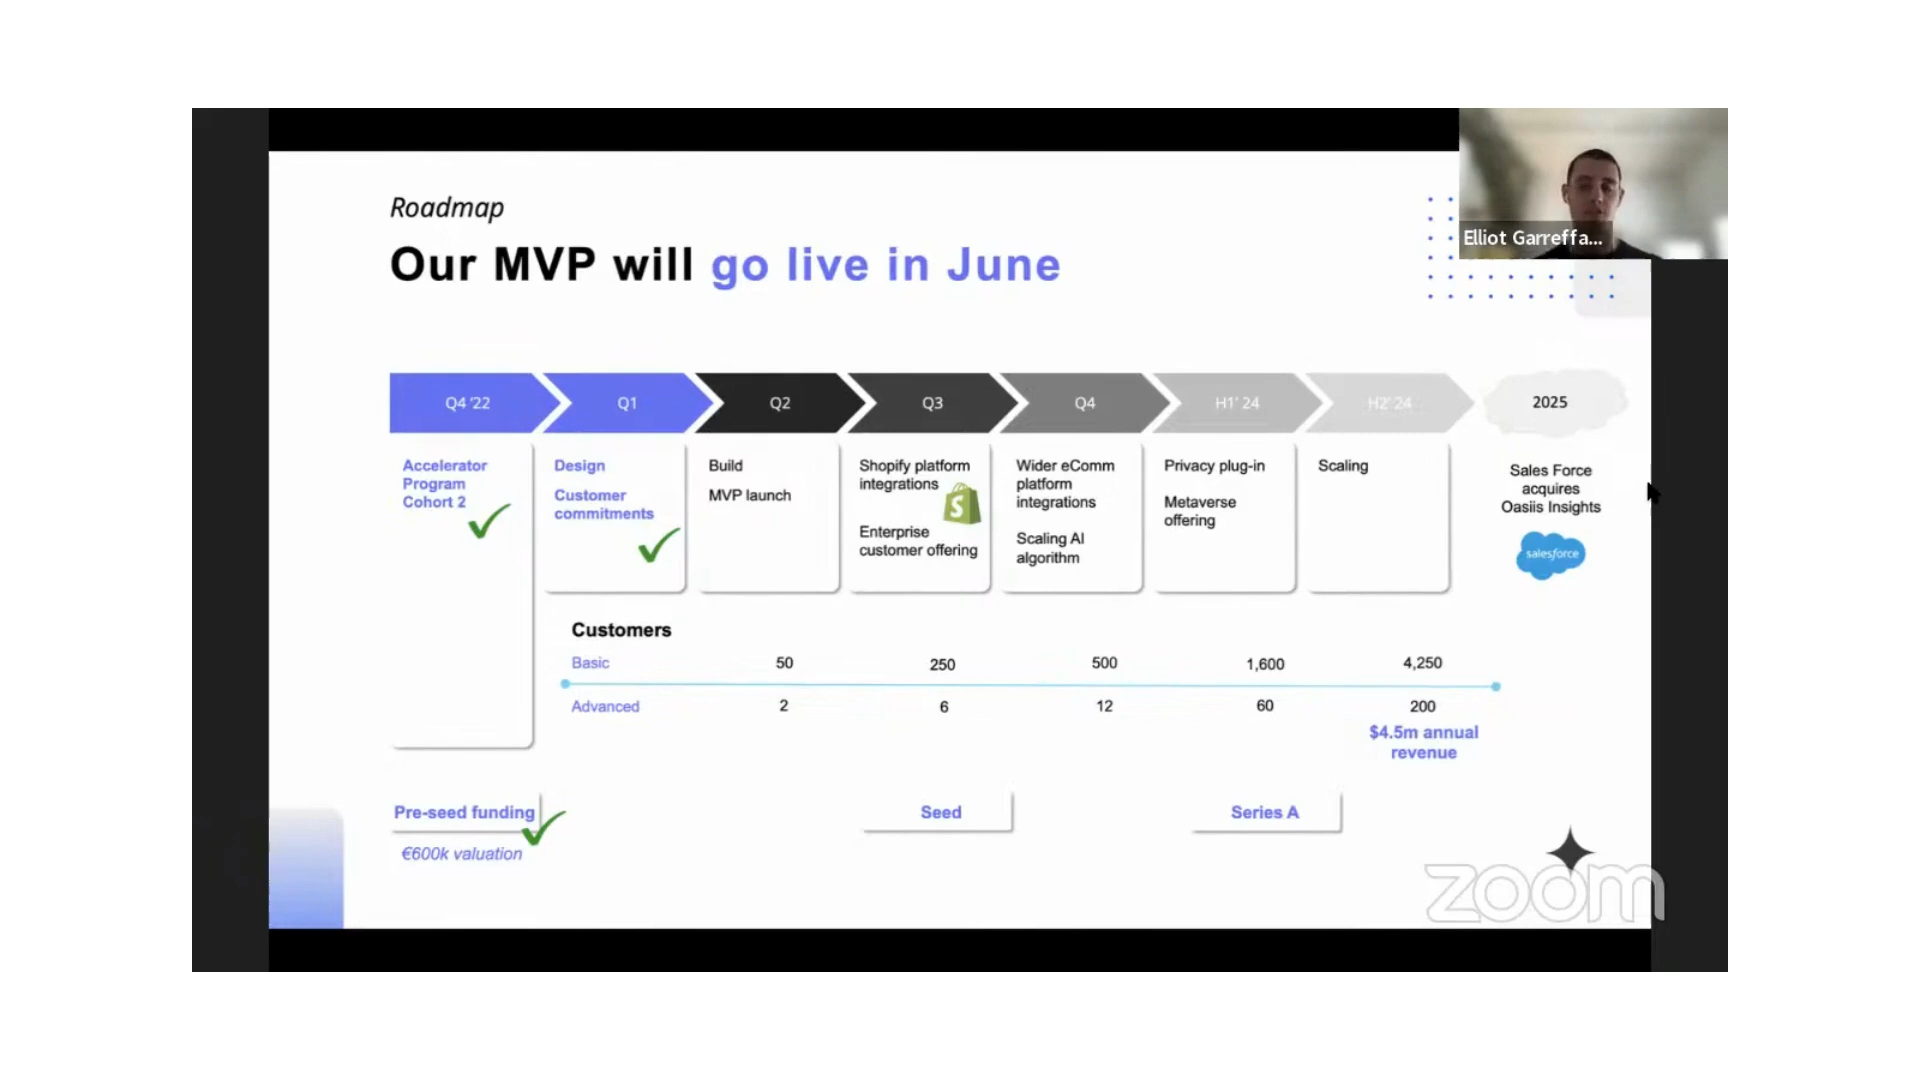 Roadmap
Our MVP will go live in June
Elliot Garreffa...
Q4 '22
Q1
Q2
Q3
Q4
H1' 24
H2' 24
2025
Accelerator
Program
Cohort 2
Design
Customer
commitments
Build
MVP launch
Shopify platform
integrations
S
Enterprise
customer offering
Wider eComm
platform
integrations
Scaling AI
algorithm
Privacy plug-in
Metaverse
offering
Scaling
Sales Force
acquires
Oasiis Insights
salesforce
Customers
Basic 50 250 500 1,600 4,250
Advanced 2 6 12 60 200
$4.5m annual
revenue
Pre-seed funding
€600k valuation
Seed
Series A
zoom